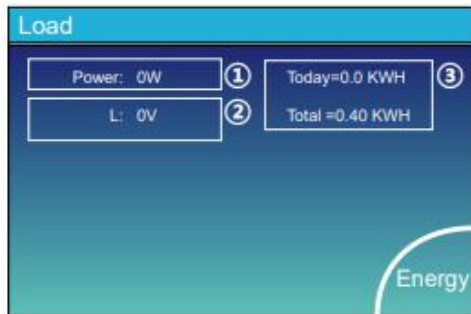 Load
Power: 0W ①
L: 0V ②
Today=0.0 KWH ③
Total =0.40 KWH
Energy